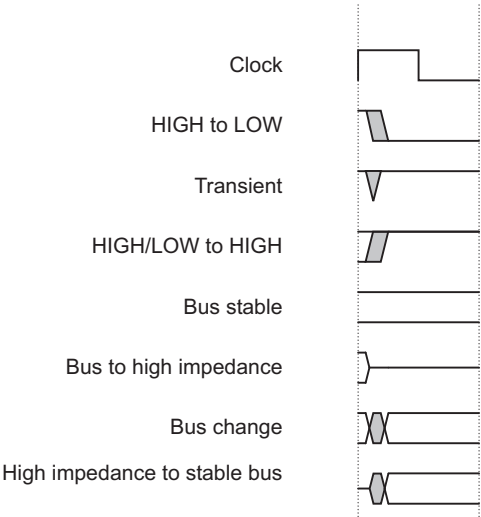 Clock
HIGH to LOW
Transient
HIGH/LOW to HIGH
Bus stable
Bus to high impedance
Bus change
High impedance to stable bus